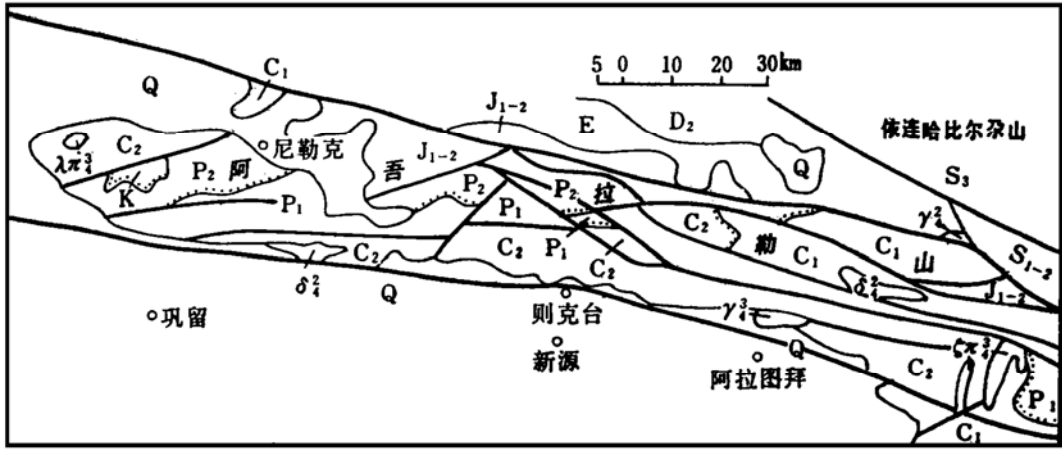 C₁
5 0 10 20 30km
Q
J₁₋₂
E
D₂
依连哈比尔尕山
C₂
尼勒克
吾
J₁₋₂
Q
λπ₄³
P₂
阿
P₂
P₂
拉
S₃
K
P₁
P₁
C₂
γ₄²
P₁
勒
C₁
山
S₁₋₂
C₂
C₂
C₂
C₁
δ₄²
J₁₋₂
δ₄²
Q
则克台
γ₄³
巩留
新源
Q
ζπ₄³
阿拉图拜
C₂
P₁
C₁